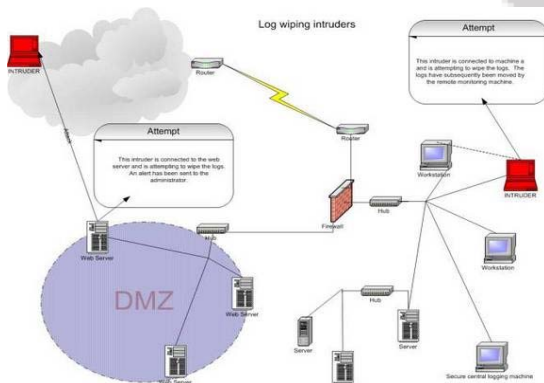 Log wiping intruders
Attempt
This intruder is connected to machine a
and is attempting to wipe the logs. The
logs have subsequently been moved by
the remote monitoring machine.
INTRUDER
Router
Router
Attack
Attempt
This intruder is connected to the web
server and is attempting to wipe the logs.
An alert has been sent to the
administrator.
Workstation
INTRUDER
Firewall
Hub
Web Server
Hub
Workstation
DMZ
Web Server
Hub
Server
Server
Secure central logging machine
Web Server